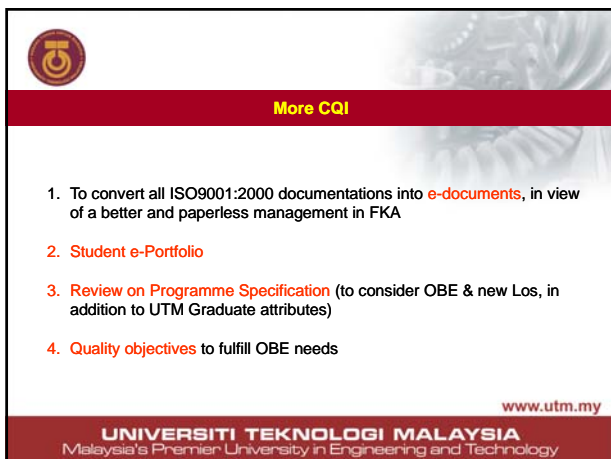 More CQI
1. To convert all ISO9001:2000 documentations into e-documents, in view
of a better and paperless management in FKA
2. Student e-Portfolio
3. Review on Programme Specification (to consider OBE & new Los, in
addition to UTM Graduate attributes)
4. Quality objectives to fulfill OBE needs
www.utm.my
UNIVERSITI TEKNOLOGI MALAYSIA
Malaysia's Premier University in Engineering and Technology